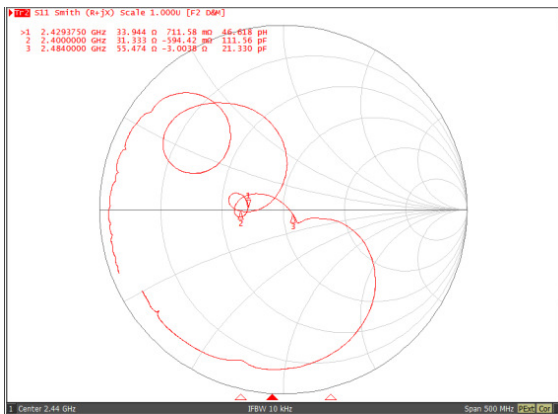 Tr2 S11 Smith (R+jX) Scale 1.000U [F2 D&M]
>1 2.4293750 GHz 33.944 Ω 711.58 mΩ 46.618 pH
2 2.4000000 GHz 31.333 Ω -594.42 mΩ 111.56 pF
3 2.4840000 GHz 55.474 Ω -3.0038 Ω 21.330 pF
1
2
3
1 Center 2.44 GHz IFBW 10 kHz Span 500 MHz PExt Cor